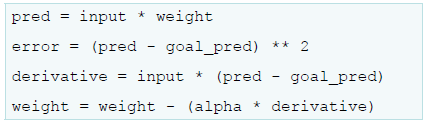 pred = input * weight
error = (pred - goal_pred) ** 2
derivative = input * (pred - goal_pred)
weight = weight - (alpha * derivative)